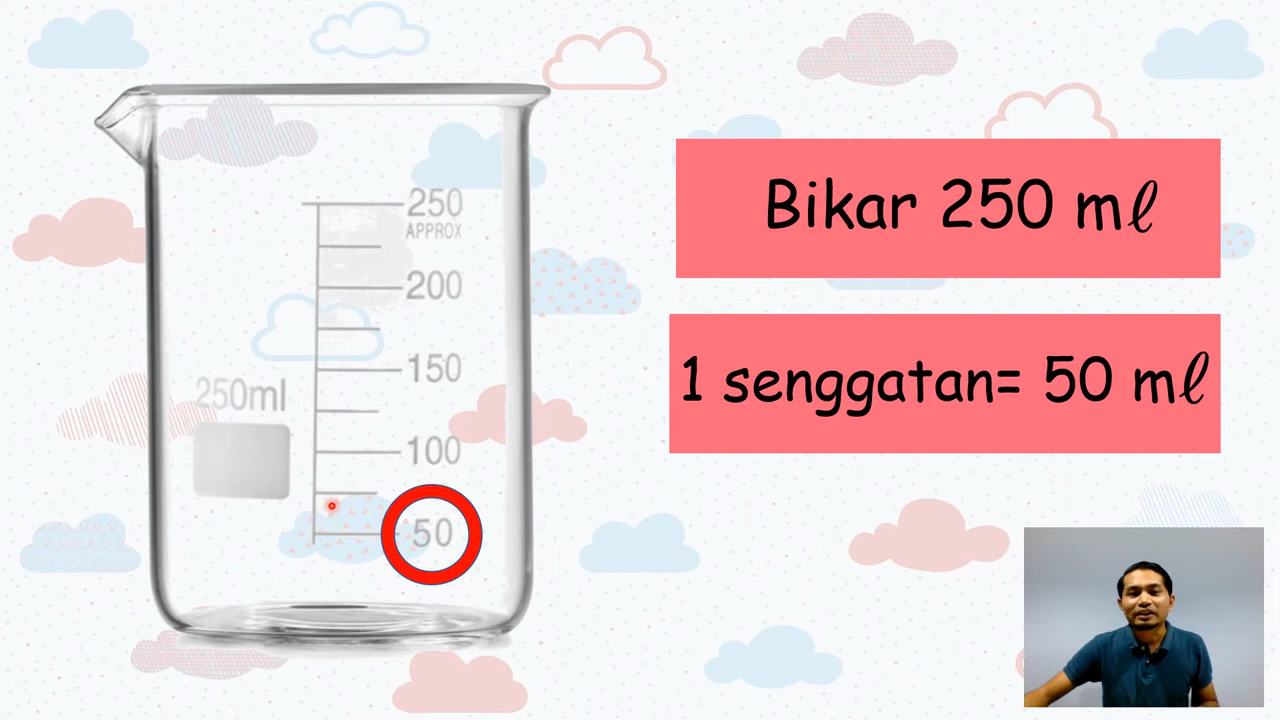 250
APPROX
200
150
250ml
100
50
Bikar 250 mℓ
1 senggatan= 50 mℓ